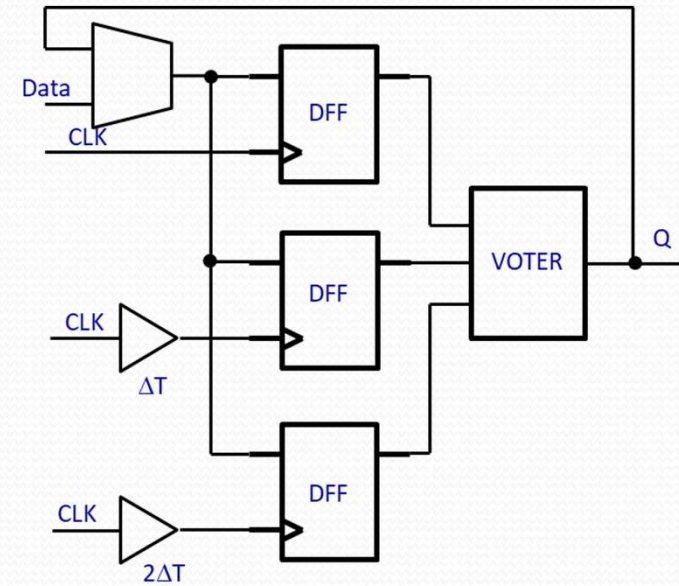 Data
CLK
DFF
DFF
VOTER
Q
CLK
ΔT
DFF
CLK
2ΔT